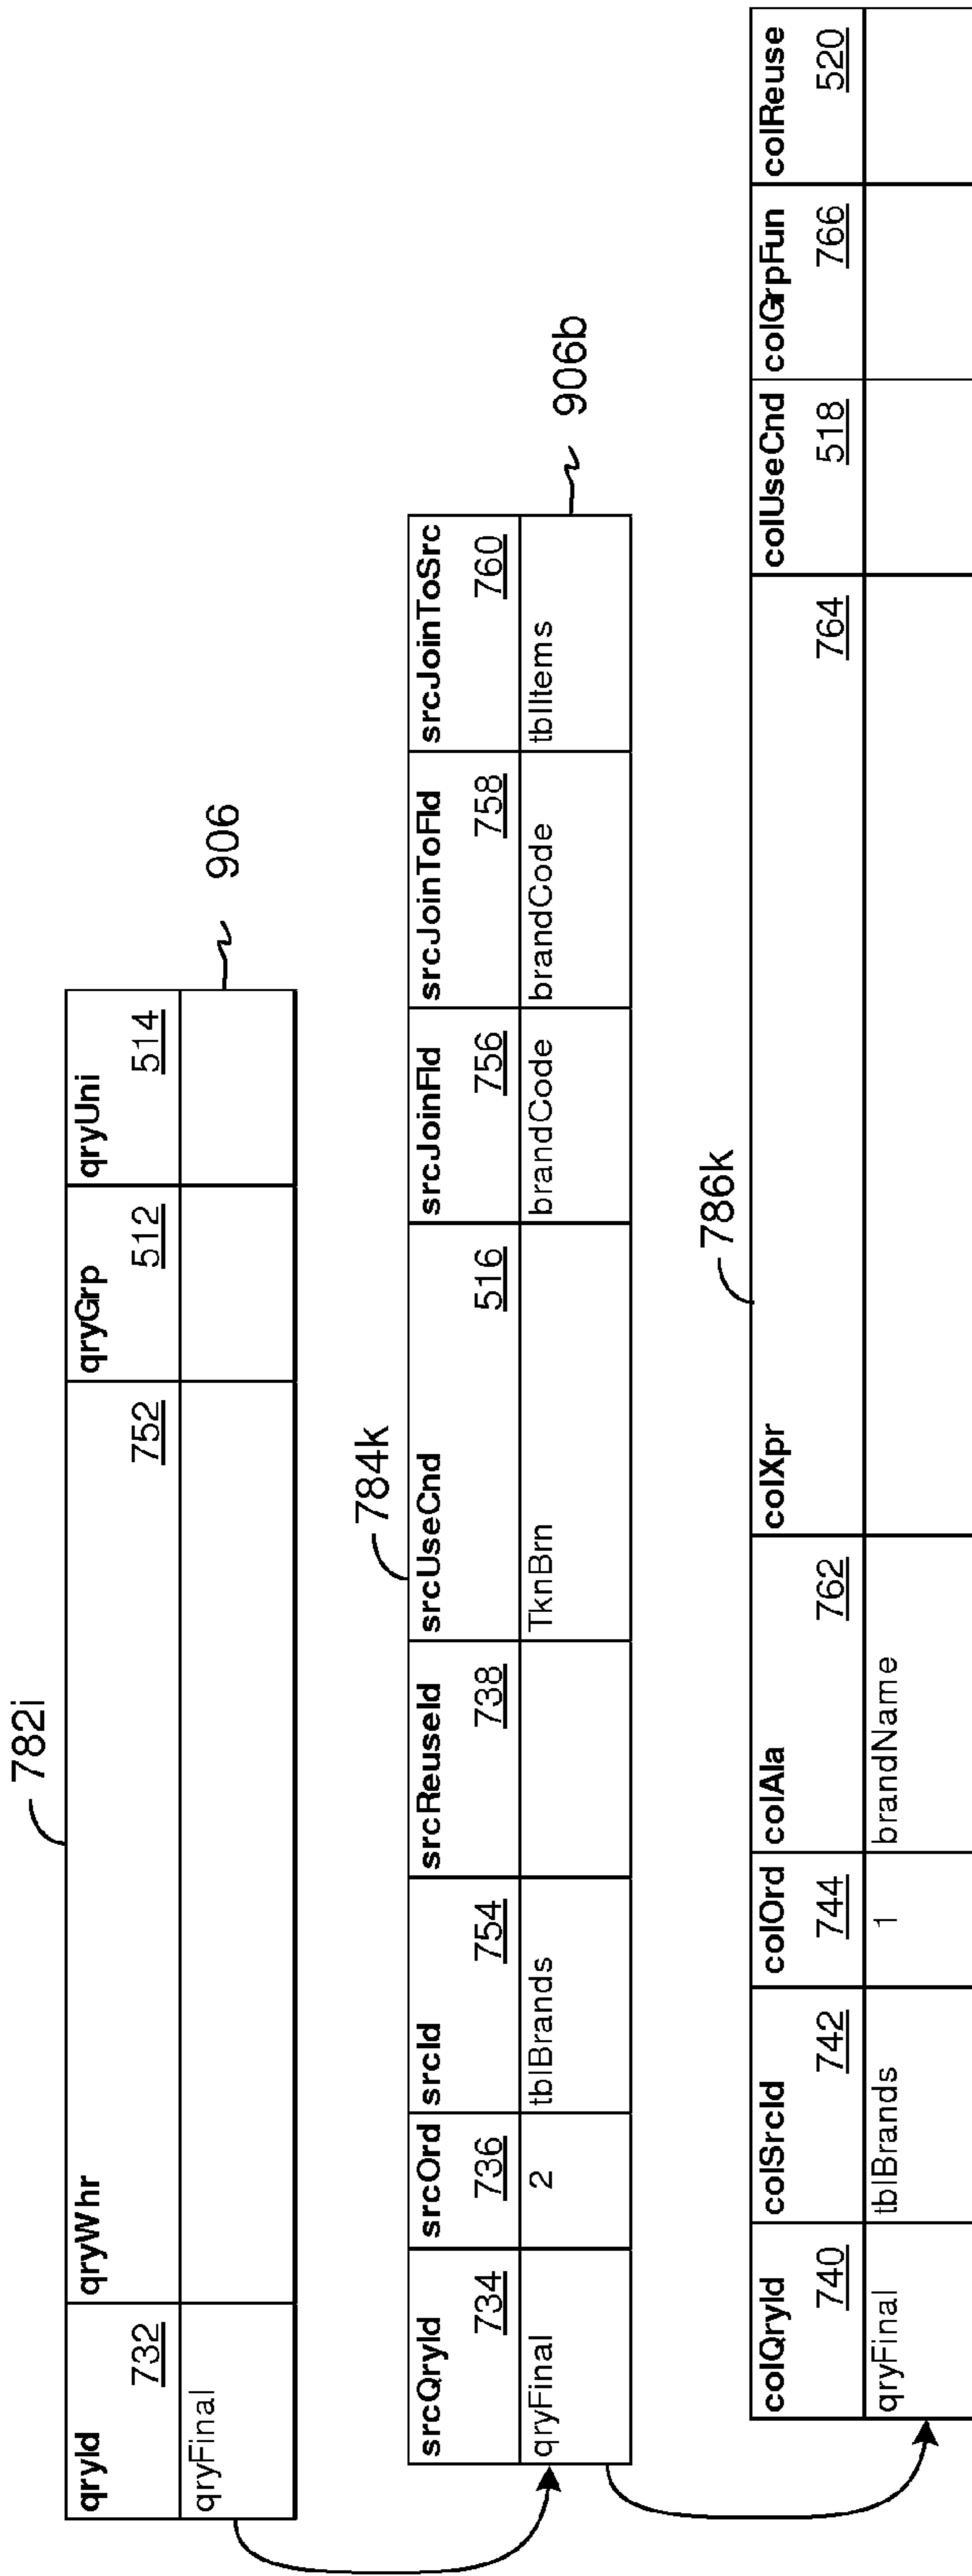 782i
qryId qryWhr qryGrp qryUni
732 752 512 514
qryFinal
906
784k
srcQryId srcOrd srcId srcReuseId srcUseCnd srcJoinFld srcJoinToFld srcJoinToSrc
734 736 754 738 516 756 758 760
qryFinal 2 tblBrands TknBrn brandCode brandCode tblItems
906b
786k
colQryId colSrcId colOrd colAla colXpr colUseCnd colGrpFun colReuse
740 742 744 762 764 518 766 520
qryFinal tblBrands 1 brandName